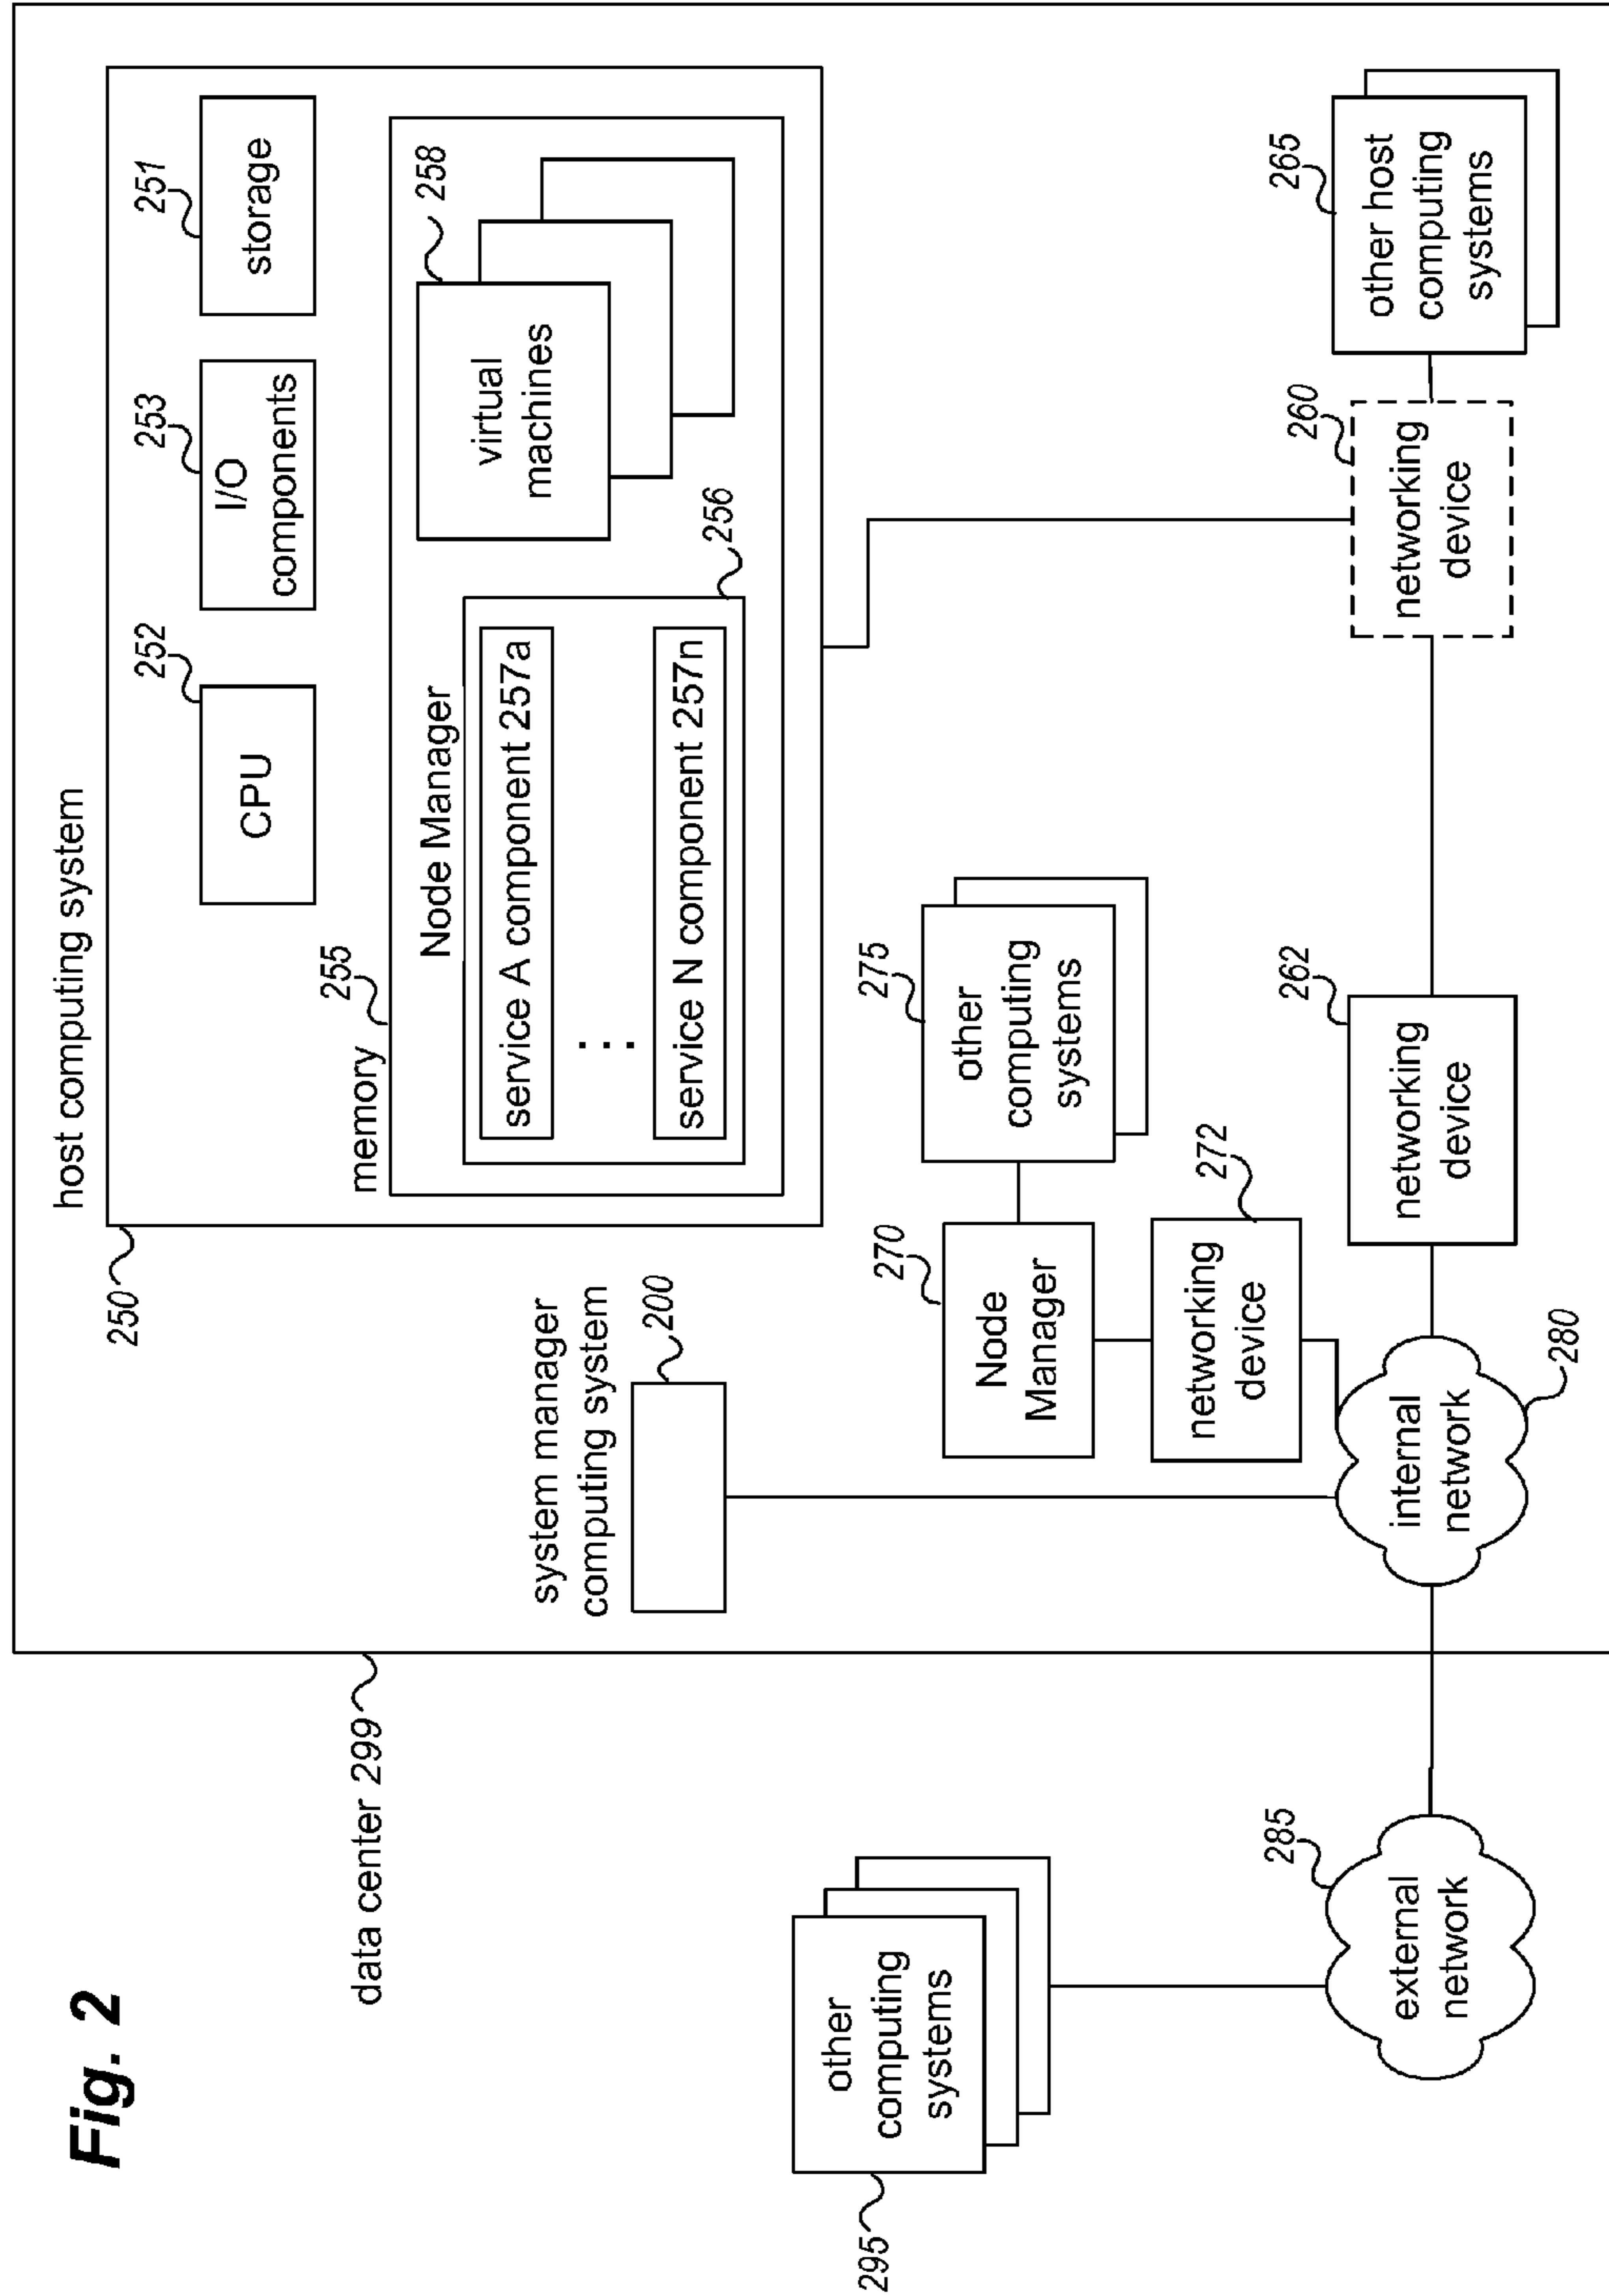 Fig. 2
data center 299
host computing system
250
CPU
252
I/O
components
253
storage
251
memory
255
Node Manager
service A component 257a
...
service N component 257n
256
virtual
machines
258
system manager
computing system
200
270
Node
Manager
275
other
computing
systems
networking
device
272
295
other
computing
systems
285
external
network
internal
network
280
262
networking
device
260
networking
device
265
other host
computing
systems